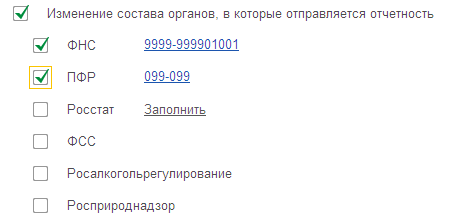 Изменение состава органов, в которые отправляется отчетность
ФНС 9999-999901001
ПФР 099-099
Росстат Заполнить
ФСС
Росалкогольрегулирование
Росприроднадзор